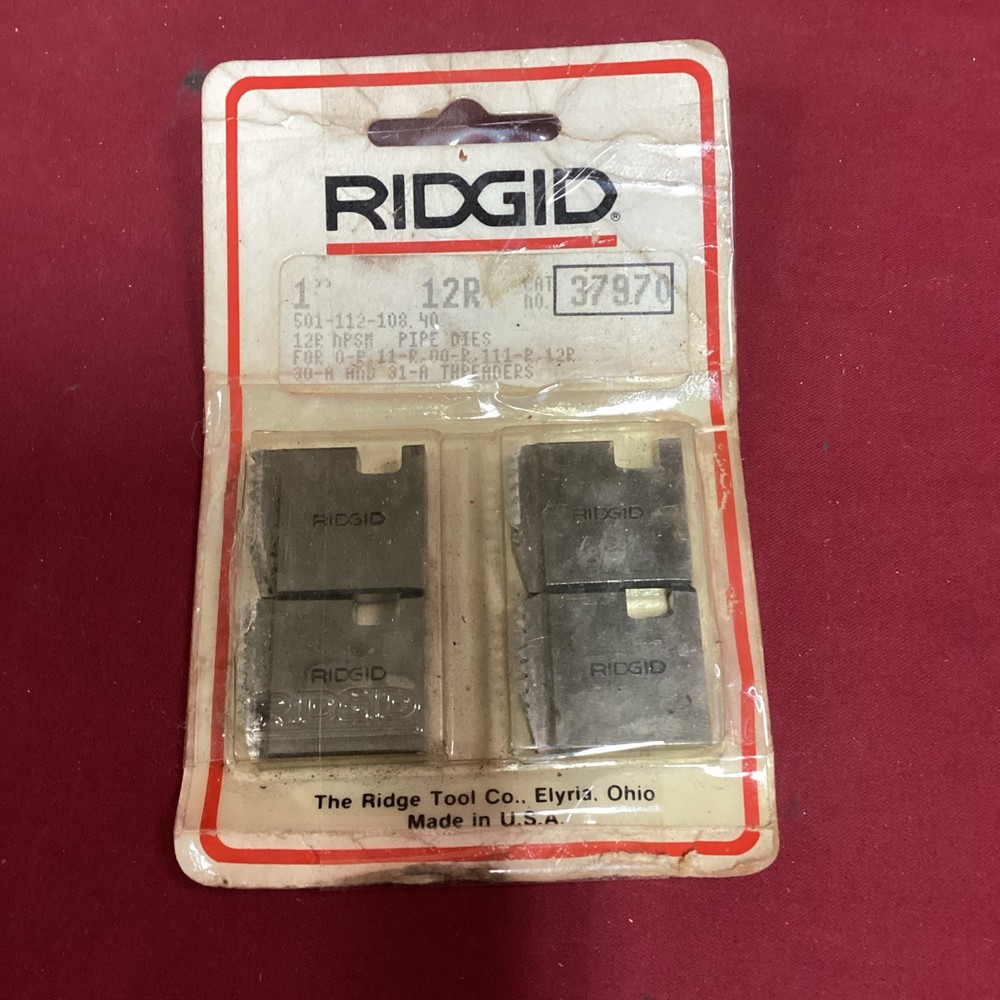 RIDGID®
1" 12R CAT NO. 37970
501-112-108.40
12R NPSM PIPE DIES
FOR O-R, 11-R, 00-R, 111-R, 12R
30-A AND 31-A THREADERS
RIDGID RIDGID
RIDGID RIDGID
RIDGID
The Ridge Tool Co., Elyria, Ohio
Made in U.S.A.